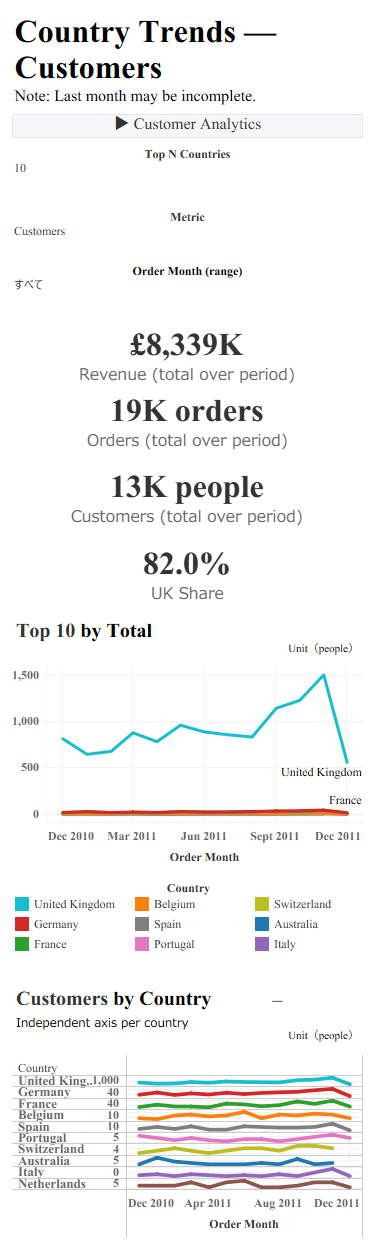 Country Trends —
Customers
Note: Last month may be incomplete.
▶ Customer Analytics
Top N Countries
10
Metric
Customers
Order Month (range)
すべて
£8,339K
Revenue (total over period)
19K orders
Orders (total over period)
13K people
Customers (total over period)
82.0%
UK Share
Top 10 by Total
Unit（people）
1,500
1,000
500
United Kingdom
France
0
Dec 2010 Mar 2011 Jun 2011 Sept 2011 Dec 2011
Order Month
Country
United Kingdom Belgium Switzerland
Germany Spain Australia
France Portugal Italy
Customers by Country –
Independent axis per country
Unit（people）
Country
United King.. 1,000
Germany 40
France 40
Belgium 10
Spain 10
Portugal 5
Switzerland 4
Australia 5
Italy 0
Netherlands 5
Dec 2010 Apr 2011 Aug 2011 Dec 2011
Order Month